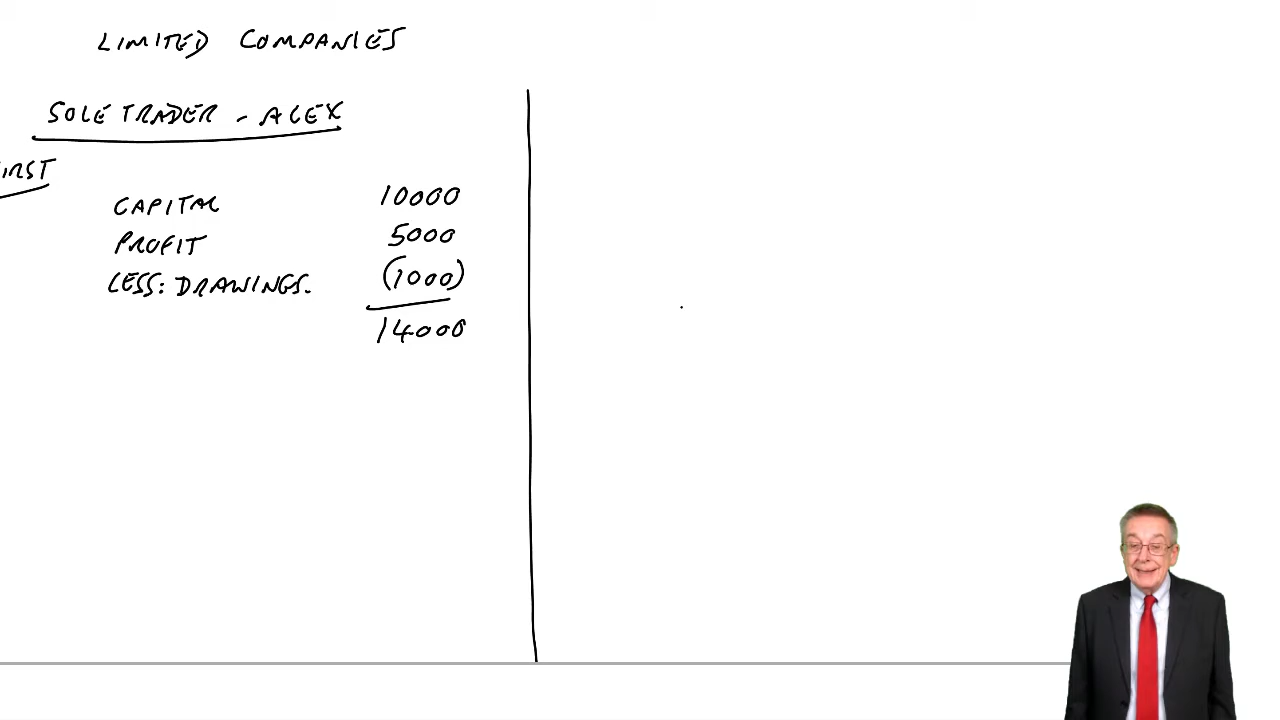 LIMITED COMPANIES
SOLE TRADER - ALEX
CAPITAL 10000
PROFIT 5000
LESS: DRAWINGS. (1000)
14000